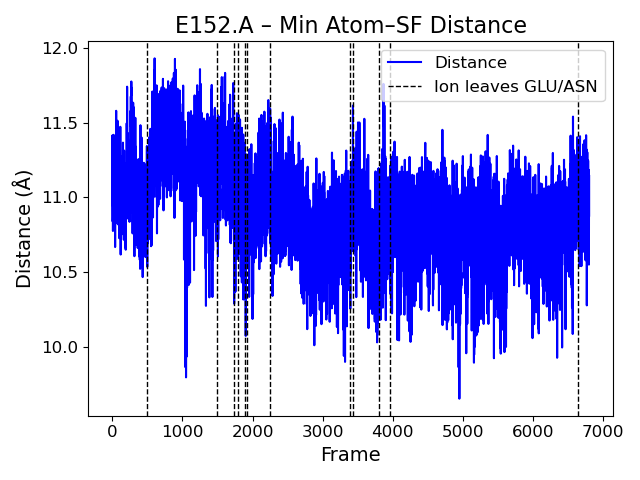 E152.A – Min Atom–SF Distance
12.0
11.5
11.0
10.5
10.0
Distance (Å)
Distance
Ion leaves GLU/ASN
0 1000 2000 3000 4000 5000 6000 7000
Frame